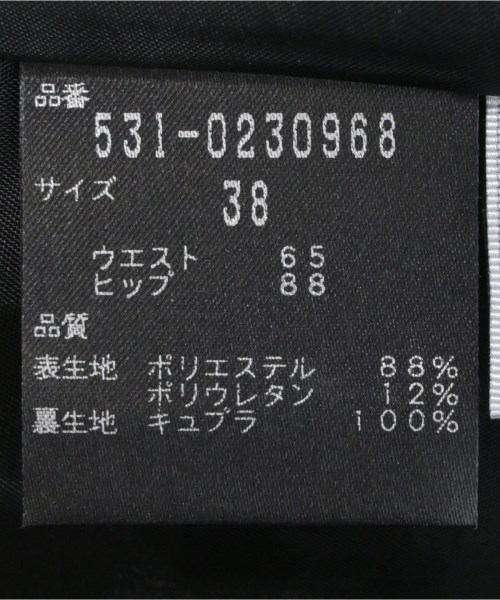 品番
531-0230968
サイズ 38
ウエスト 65
ヒップ 88
品質
表生地 ポリエステル 88%
ポリウレタン 12%
裏生地 キュプラ 100%